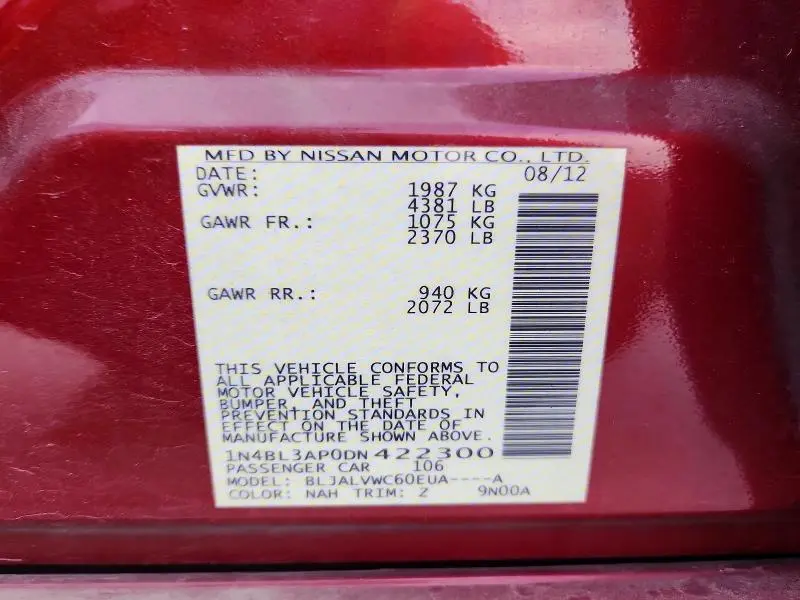 MFD BY NISSAN MOTOR CO., LTD.
DATE: 08/12
GVWR: 1987 KG
4381 LB
GAWR FR.: 1075 KG
2370 LB
GAWR RR.: 940 KG
2072 LB
THIS VEHICLE CONFORMS TO
ALL APPLICABLE FEDERAL
MOTOR VEHICLE SAFETY,
BUMPER, AND THEFT
PREVENTION STANDARDS IN
EFFECT ON THE DATE OF
MANUFACTURE SHOWN ABOVE.
1N4BL3AP0DN422300
PASSENGER CAR 106
MODEL: BLJALVWC60EUA----A
COLOR: NAH TRIM: Z 9N00A